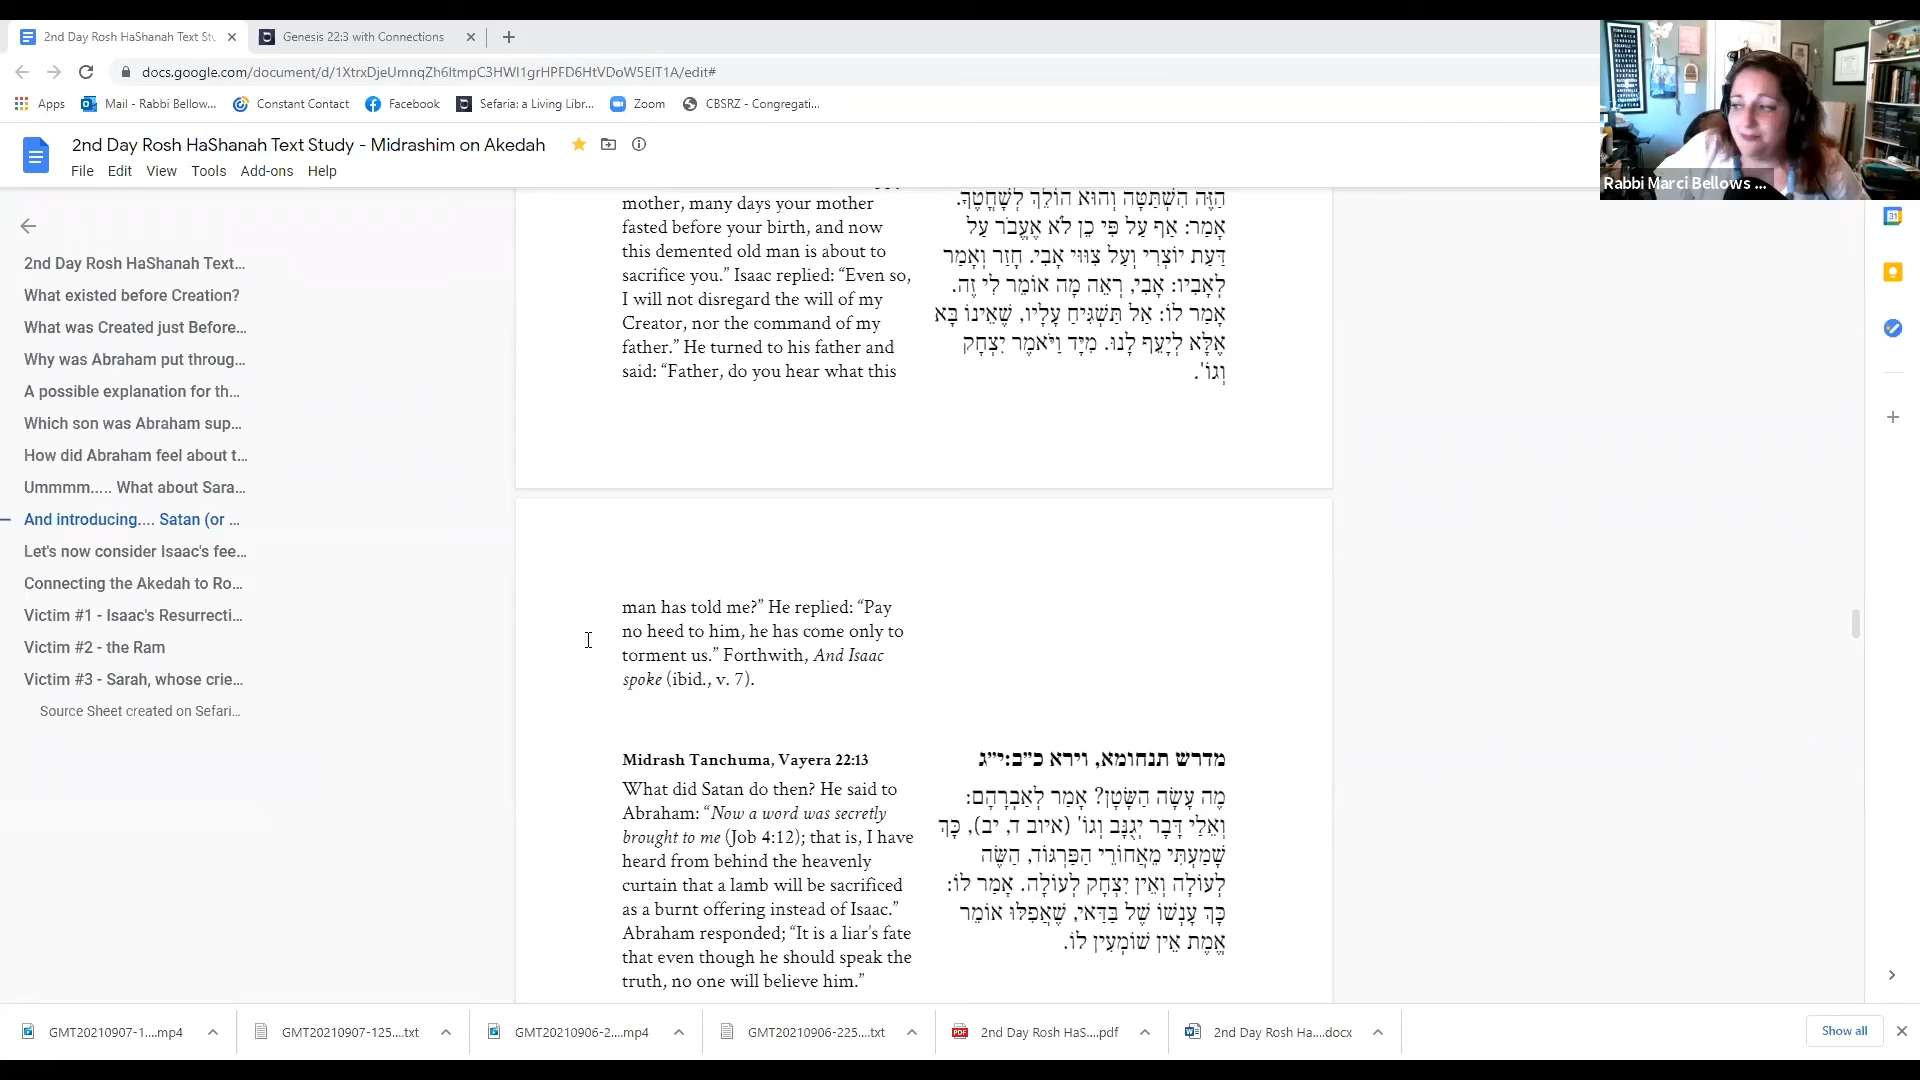 2nd Day Rosh HaShanah Text Stu
Genesis 22:3 with Connections
docs.google.com/document/d/1XtrxDjeUmnqZh6ltmpC3HWl1grHPFD6HtVDoW5ElT1A/edit#
Apps
Mail - Rabbi Bellow...
Constant Contact
Facebook
Sefaria: a Living Libr...
Zoom
CBSRZ - Congregati...
2nd Day Rosh HaShanah Text Study - Midrashim on Akedah
File Edit View Tools Add-ons Help
Rabbi Marci Bellows ...
31
2nd Day Rosh HaShanah Text...
What existed before Creation?
What was Created just Before...
Why was Abraham put throug...
A possible explanation for th...
Which son was Abraham sup...
How did Abraham feel about t...
Ummmm..... What about Sara...
And introducing.... Satan (or ...
Let's now consider Isaac's fee...
Connecting the Akedah to Ro...
Victim #1 - Isaac's Resurrecti...
Victim #2 - the Ram
Victim #3 - Sarah, whose crie...
Source Sheet created on Sefari...
mother, many days your mother
fasted before your birth, and now
this demented old man is about to
sacrifice you.” Isaac replied: “Even so,
I will not disregard the will of my
Creator, nor the command of my
father.” He turned to his father and
said: “Father, do you hear what this
הַזֶּה הִשְׁתַּטָּה וְהוּא הוֹלֵךְ לְשָׁחֳטֶךָ.
אָמַר: אַף עַל פִּי כֵן לֹא אֶעֱבֹר עַל
דַּעַת יוֹצְרִי וְעַל צִוּוּי אָבִי. חָזַר וְאָמַר
לְאָבִיו: אָבִי, רְאֵה מָה אוֹמֵר לִי זֶה.
אָמַר לוֹ: אַל תַּשְׁגִּיחַ עָלָיו, שֶׁאֵינוֹ בָּא
אֶלָּא לְיָעֵף לָנוּ. מִיָּד וַיֹּאמֶר יִצְחָק
וְגוֹ'.
man has told me?” He replied: “Pay
no heed to him, he has come only to
torment us.” Forthwith, And Isaac
spoke (ibid., v. 7).
Midrash Tanchuma, Vayera 22:13
What did Satan do then? He said to
Abraham: “Now a word was secretly
brought to me (Job 4:12); that is, I have
heard from behind the heavenly
curtain that a lamb will be sacrificed
as a burnt offering instead of Isaac.”
Abraham responded; “It is a liar's fate
that even though he should speak the
truth, no one will believe him.”
מדרש תנחומא, וירא כ״ב:י״ג
מֶה עָשָׂה הַשָּׂטָן? אָמַר לְאַבְרָהָם:
וְאֵלַי דָּבָר יְגֻנָּב וְגוֹ' (איוב ד, יב), כָּךְ
שָׁמַעְתִּי מֵאֲחוֹרֵי הַפַּרְגּוֹד, הַשֶּׂה
לְעוֹלָה וְאֵין יִצְחָק לְעוֹלָה. אָמַר לוֹ:
כָּךְ עָנְשׁוֹ שֶׁל בַּדַּאי, שֶׁאֲפִלּוּ אוֹמֵר
אֱמֶת אֵין שׁוֹמְעִין לוֹ.
GMT20210907-1....mp4
GMT20210907-125....txt
GMT20210906-2....mp4
GMT20210906-225....txt
2nd Day Rosh HaS....pdf
2nd Day Rosh Ha....docx
Show all